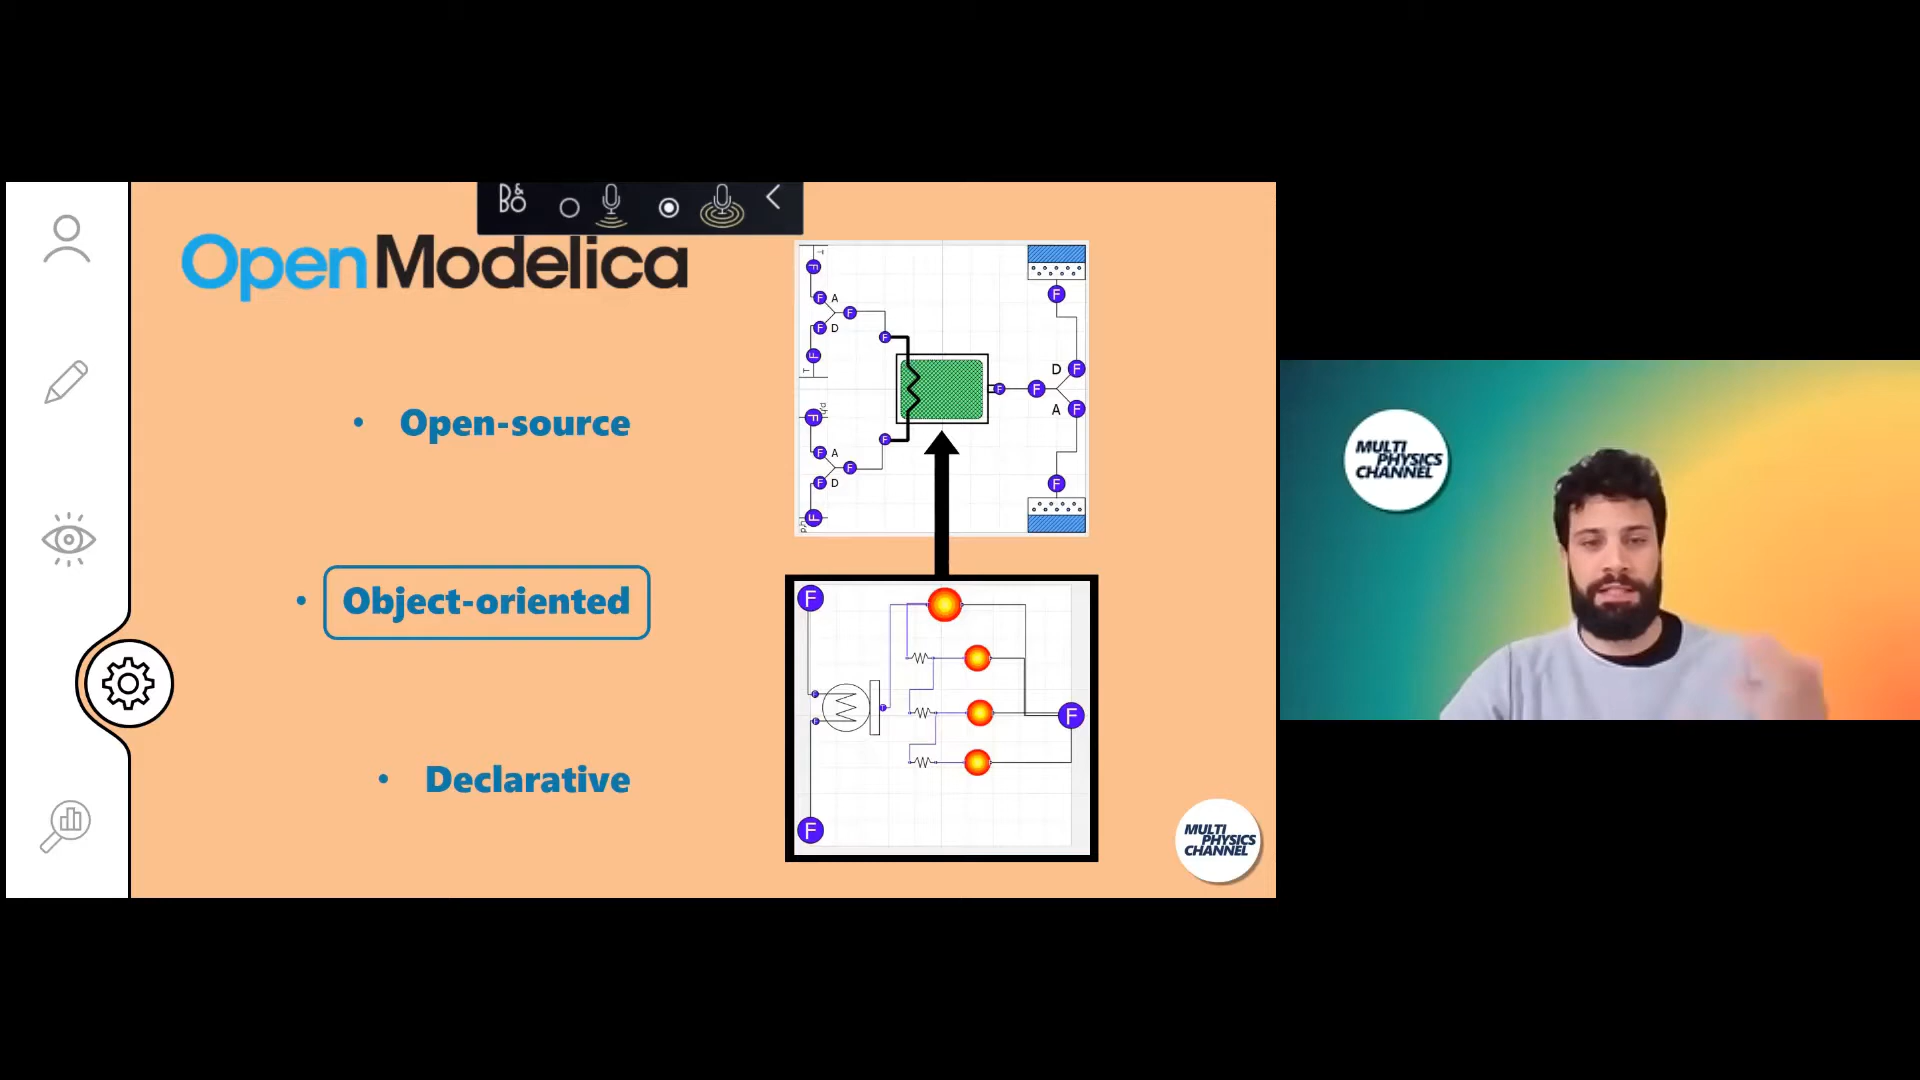 OpenModelica
• Open-source
• Object-oriented
• Declarative
T
F
F A
F
F D
F
F
T
F
F
F
F
D F
A F
F
F
F A
F
F D
F
F
F
F
F
F
T
F
F
MULTI
PHYSICS
CHANNEL
MULTI
PHYSICS
CHANNEL